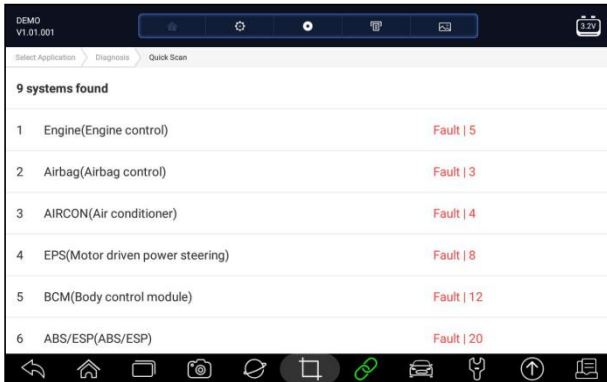 DEMO
V1.01.001
3.2V
Select Application
Diagnosis
Quick Scan
9 systems found
1 Engine(Engine control) Fault | 5
2 Airbag(Airbag control) Fault | 3
3 AIRCON(Air conditioner) Fault | 4
4 EPS(Motor driven power steering) Fault | 8
5 BCM(Body control module) Fault | 12
6 ABS/ESP(ABS/ESP) Fault | 20